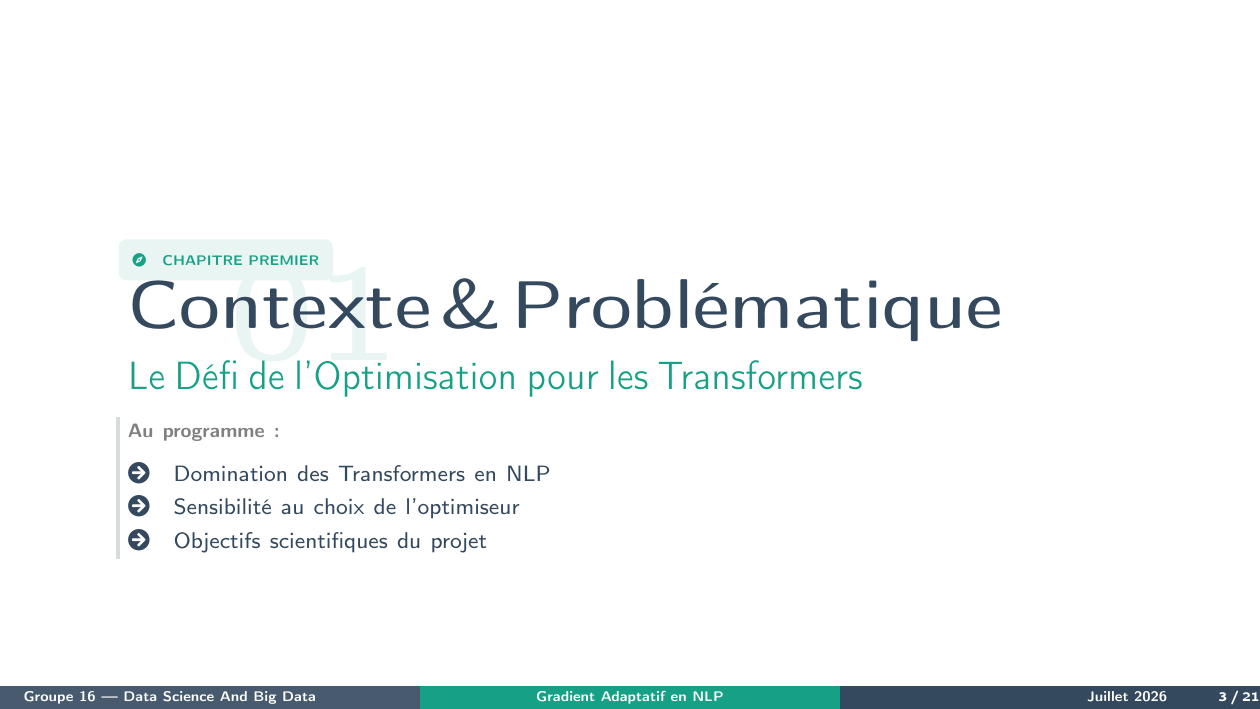 CHAPITRE PREMIER
01
Contexte & Problématique
Le Défi de l'Optimisation pour les Transformers
Au programme :
Domination des Transformers en NLP
Sensibilité au choix de l'optimiseur
Objectifs scientifiques du projet
Groupe 16 — Data Science And Big Data
Gradient Adaptatif en NLP
Juillet 2026
3 / 21